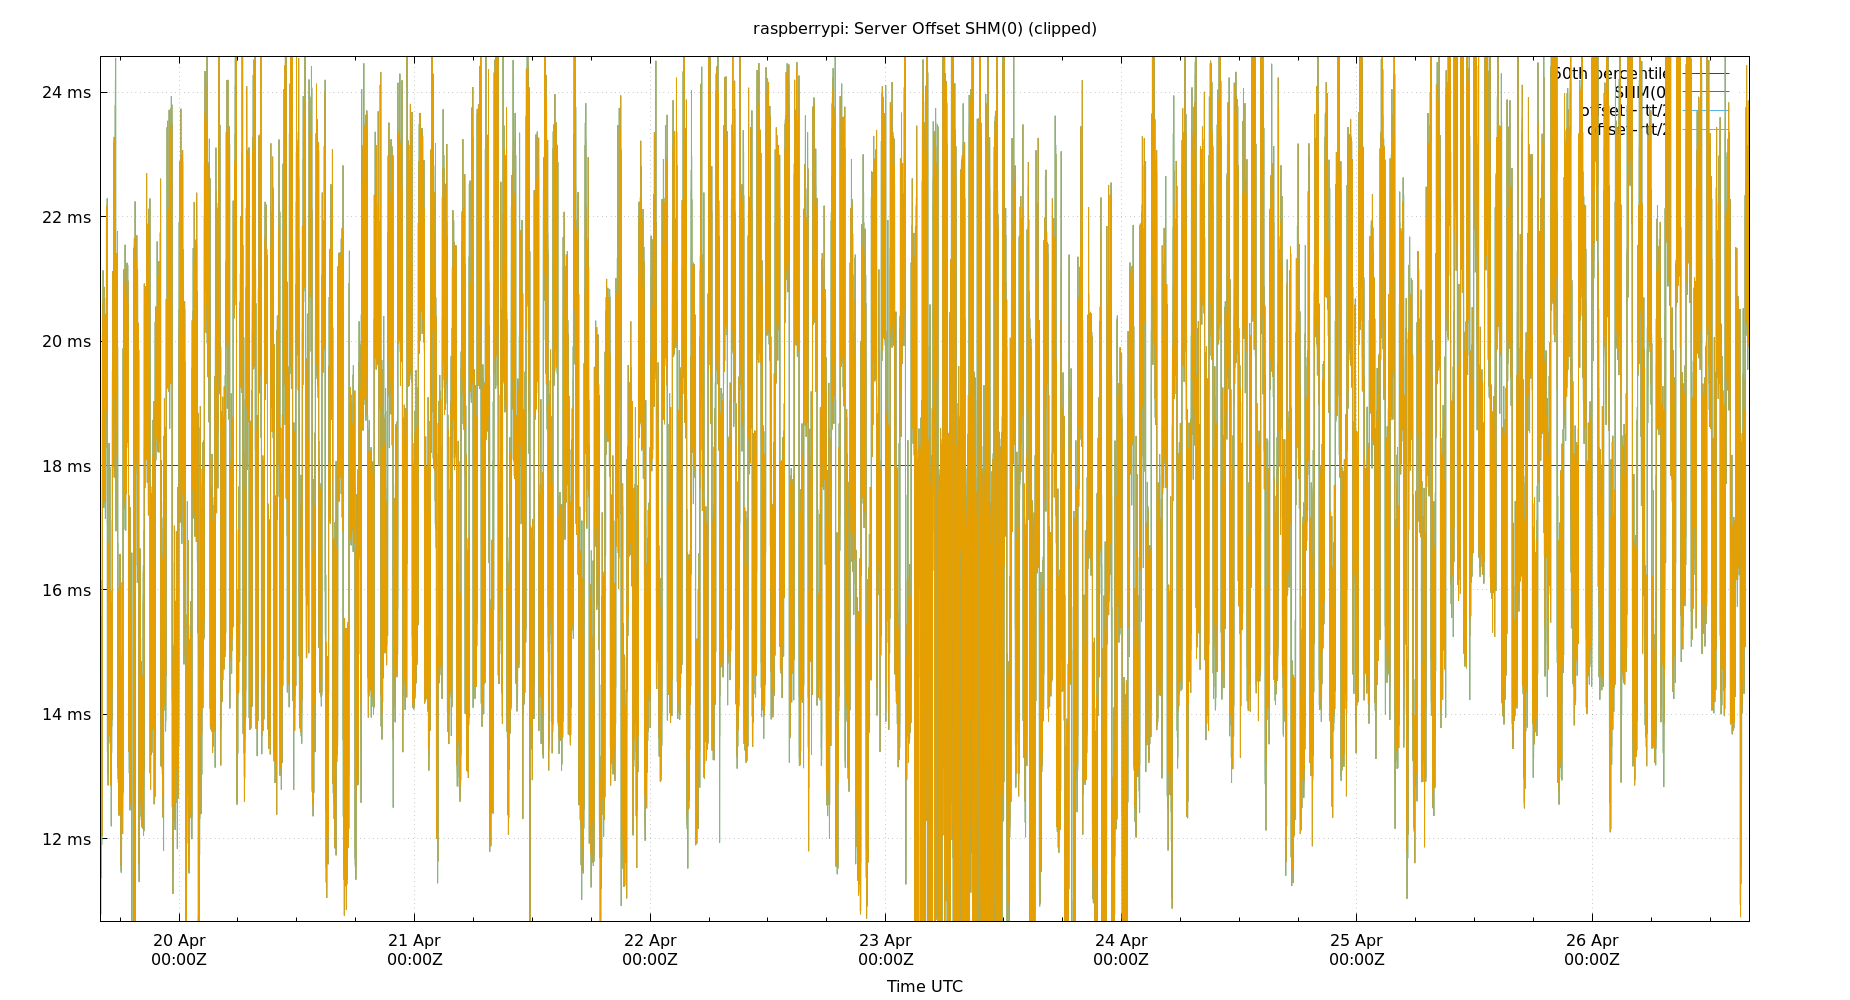 raspberrypi: Server Offset SHM(0) (clipped)
24 ms
22 ms
20 ms
18 ms
16 ms
14 ms
12 ms
50th percentile
SHM(0)
20 Apr
00:00Z
21 Apr
00:00Z
22 Apr
00:00Z
23 Apr
00:00Z
24 Apr
00:00Z
25 Apr
00:00Z
26 Apr
00:00Z
Time UTC